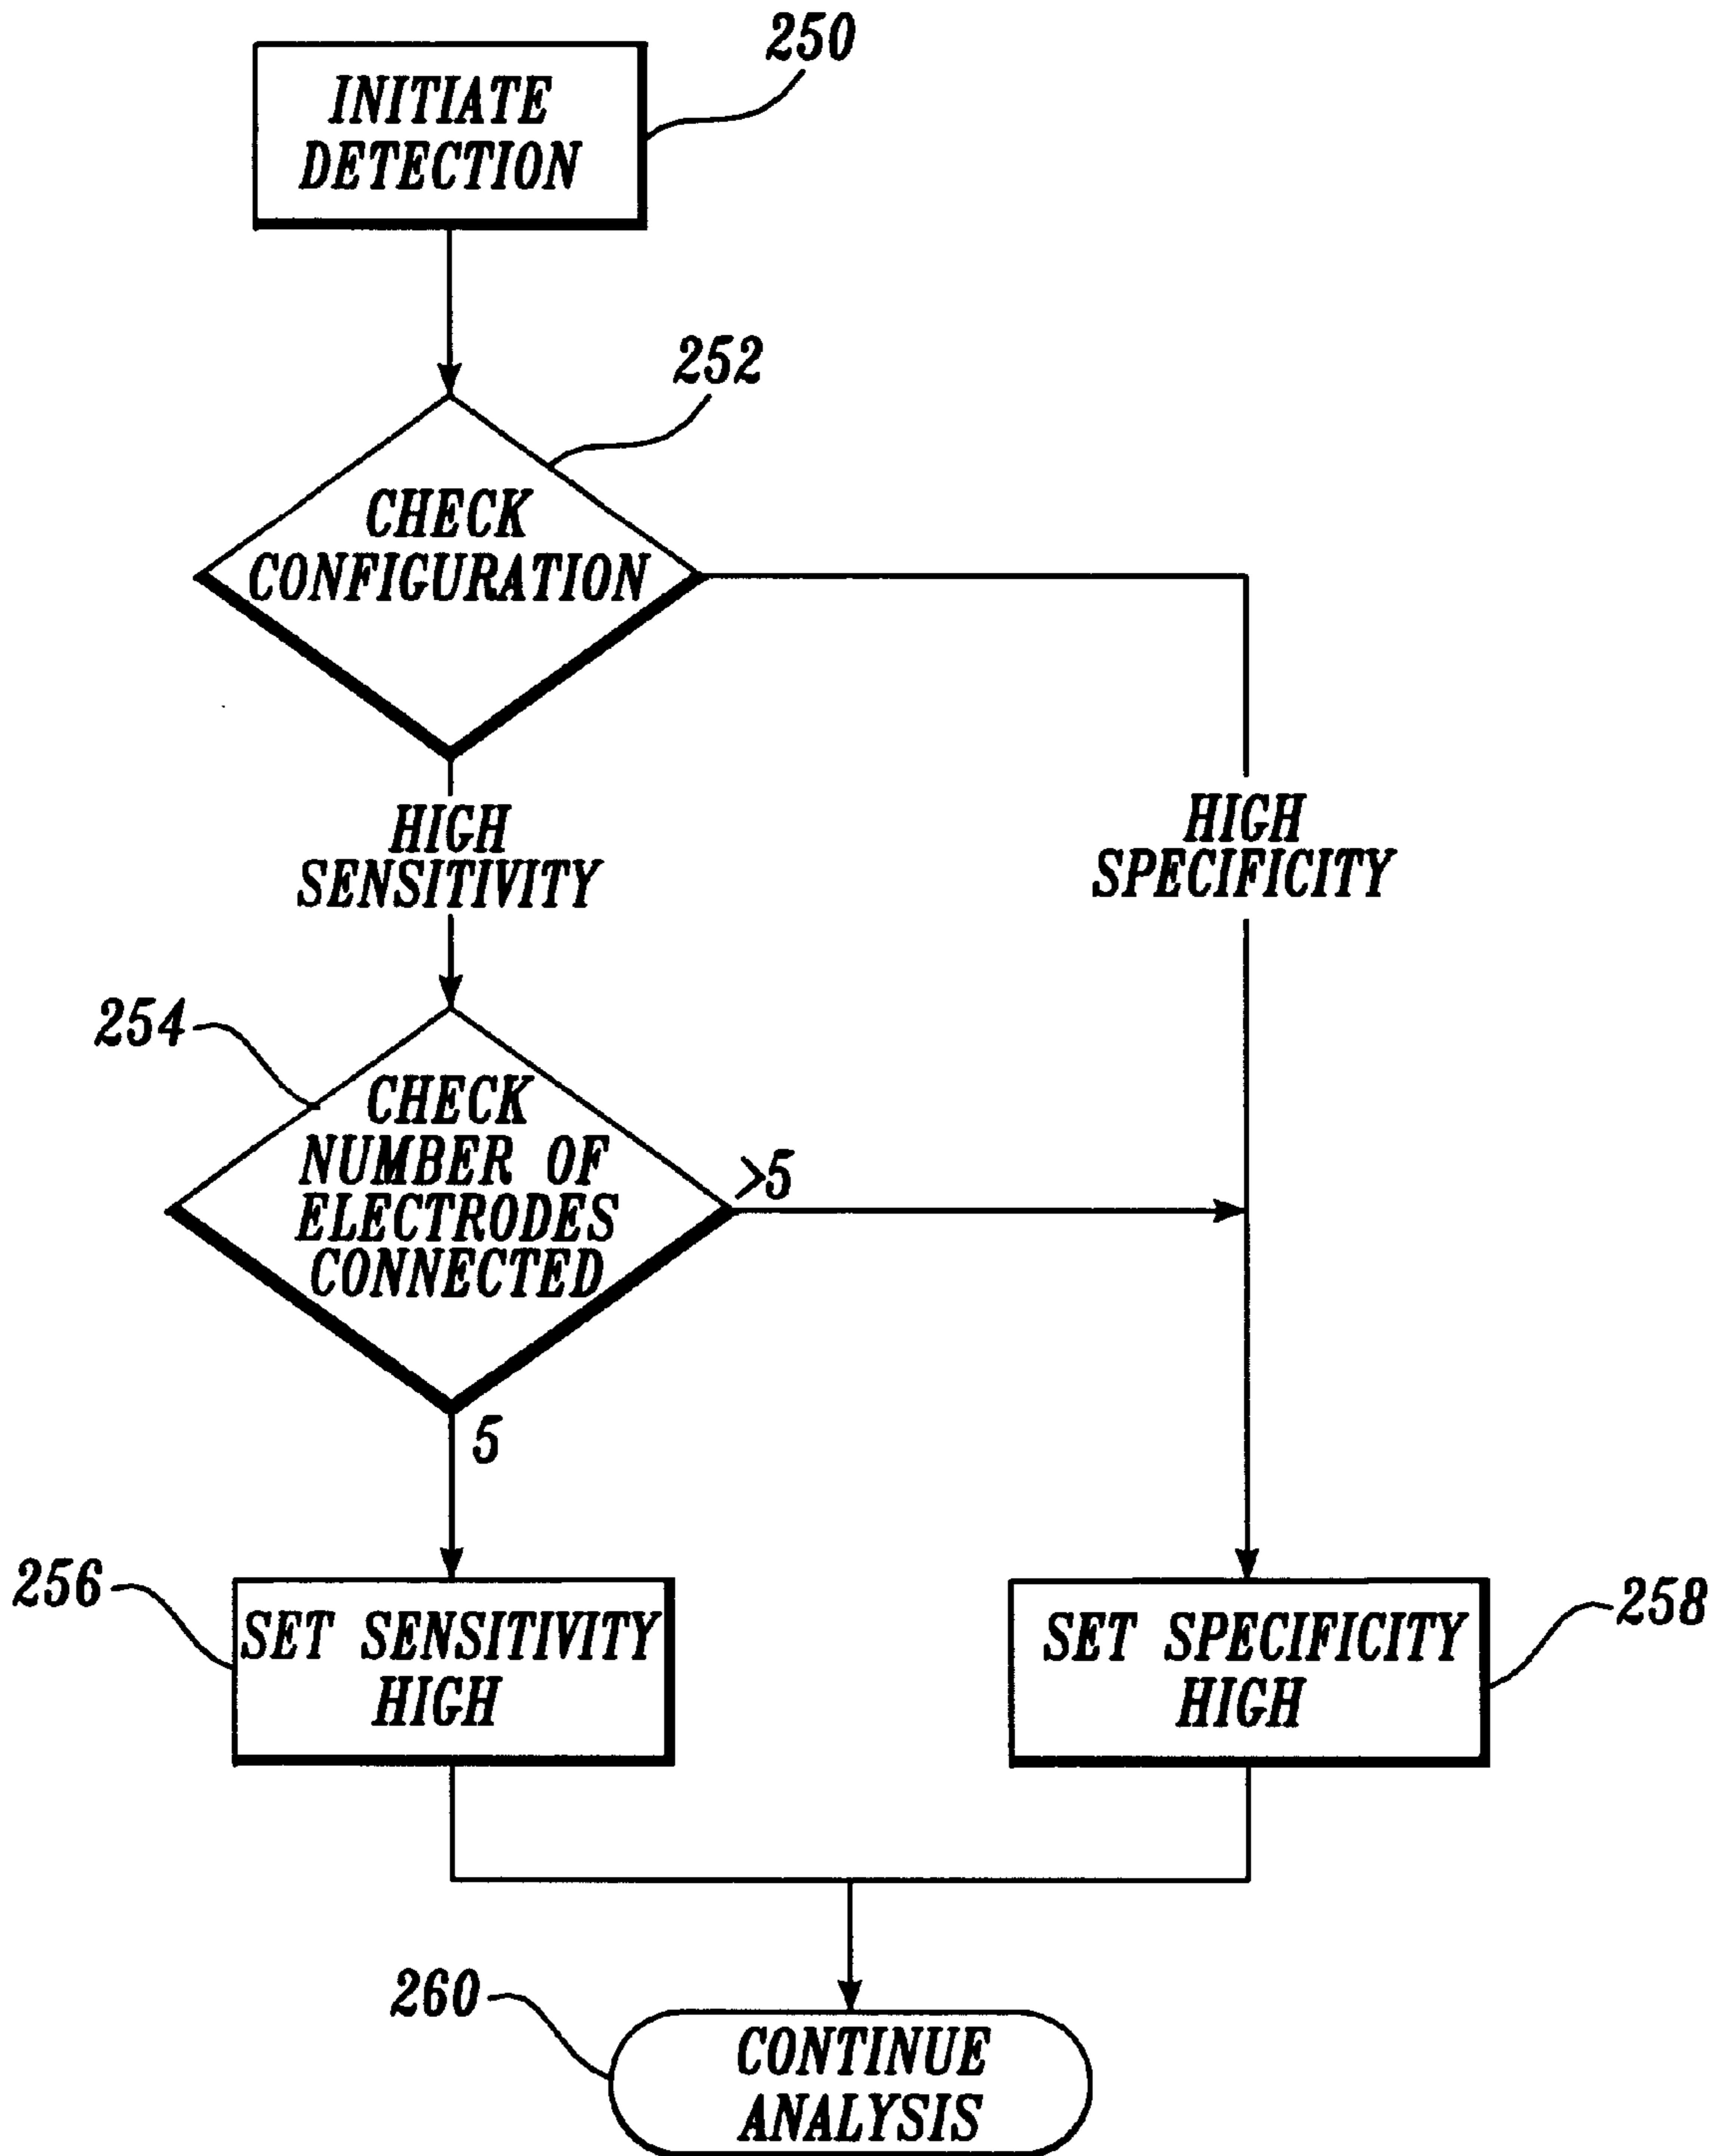 250
INITIATE
DETECTION
252
CHECK
CONFIGURATION
HIGH
SENSITIVITY
HIGH
SPECIFICITY
254
CHECK
NUMBER OF
ELECTRODES
CONNECTED
>5
5
256
SET SENSITIVITY
HIGH
SET SPECIFICITY
HIGH
258
260
CONTINUE
ANALYSIS